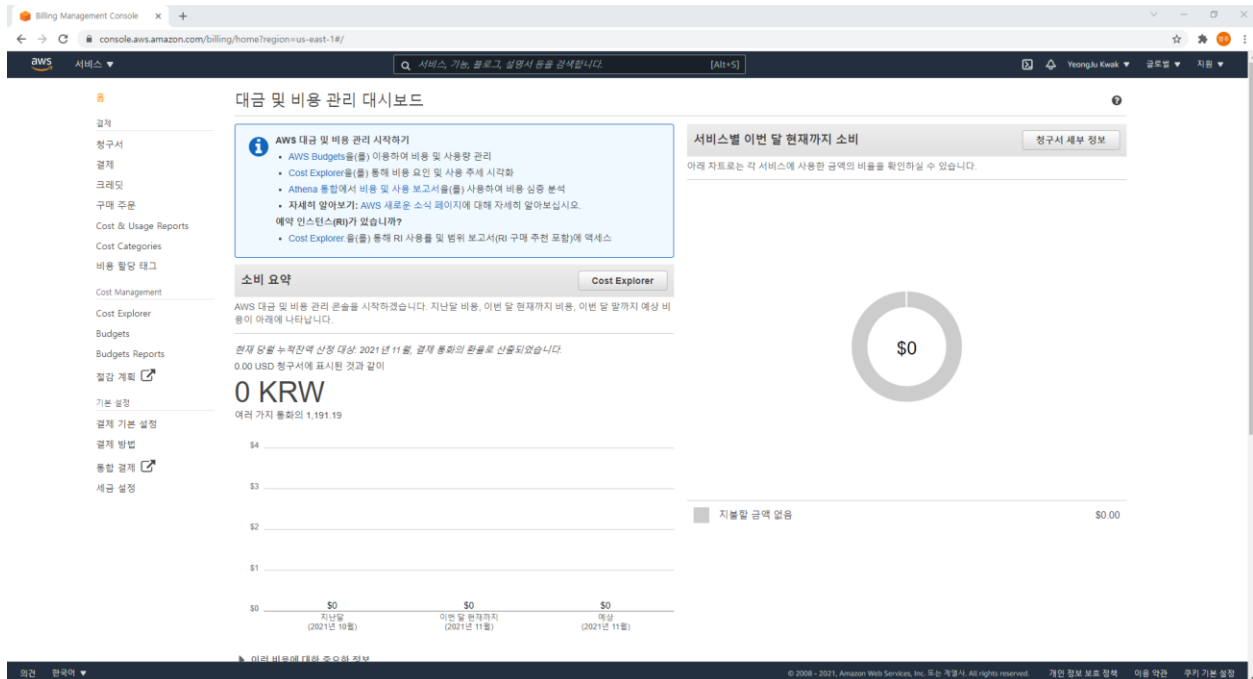 Billing Management Console
console.aws.amazon.com/billing/home?region=us-east-1#/
영주
aws 서비스 ▼
서비스, 기능, 블로그, 설명서 등을 검색합니다. [Alt+S]
YeongJu Kwak ▼ 글로벌 ▼ 지원 ▼
홈
결제
청구서
결제
크레딧
구매 주문
Cost & Usage Reports
Cost Categories
비용 할당 태그
Cost Management
Cost Explorer
Budgets
Budgets Reports
절감 계획
기본 설정
결제 기본 설정
결제 방법
통합 결제
세금 설정
대금 및 비용 관리 대시보드
AWS 대금 및 비용 관리 시작하기
• AWS Budgets을(를) 이용하여 비용 및 사용량 관리
• Cost Explorer을(를) 통해 비용 요인 및 사용 추세 시각화
• Athena 통합에서 비용 및 사용 보고서을(를) 사용하여 비용 심층 분석
• 자세히 알아보기: AWS 새로운 소식 페이지에 대해 자세히 알아보십시오.
예약 인스턴스(RI)가 있습니까?
• Cost Explorer.을(를) 통해 RI 사용률 및 범위 보고서(RI 구매 추천 포함)에 액세스
소비 요약
Cost Explorer
AWS 대금 및 비용 관리 콘솔을 시작하겠습니다. 지난달 비용, 이번 달 현재까지 비용, 이번 달 말까지 예상 비
용이 아래에 나타납니다.
현재 당월 누적잔액 산정 대상: 2021년 11월, 결제 통화의 환율로 산출되었습니다.
0.00 USD 청구서에 표시된 것과 같이
0 KRW
여러 가지 통화의 1,191.19
$4
$3
$2
$1
$0
$0 $0 $0
지난달 이번 달 현재까지 예상
(2021년 10월) (2021년 11월) (2021년 11월)
이러 비용에 대한 중요한 정보
서비스별 이번 달 현재까지 소비
청구서 세부 정보
아래 차트로는 각 서비스에 사용한 금액의 비율을 확인하실 수 있습니다.
$0
지불할 금액 없음 $0.00
의견 한국어 ▼
© 2008 - 2021, Amazon Web Services, Inc. 또는 계열사. All rights reserved. 개인 정보 보호 정책 이용 약관 쿠키 기본 설정